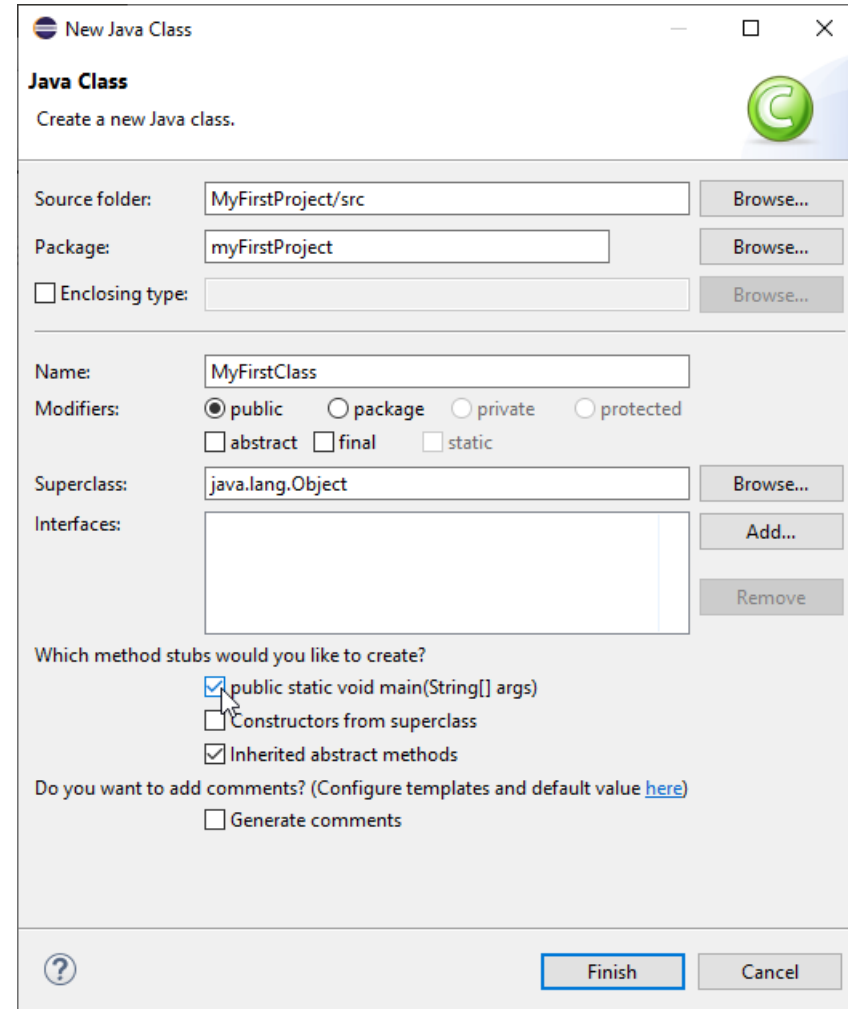 New Java Class
Java Class
Create a new Java class.
Source folder: MyFirstProject/src Browse...
Package: myFirstProject Browse...
Enclosing type: Browse...
Name: MyFirstClass
Modifiers: public package private protected
abstract final static
Superclass: java.lang.Object Browse...
Interfaces: Add...
Remove
Which method stubs would you like to create?
public static void main(String[] args)
Constructors from superclass
Inherited abstract methods
Do you want to add comments? (Configure templates and default value here)
Generate comments
? Finish Cancel